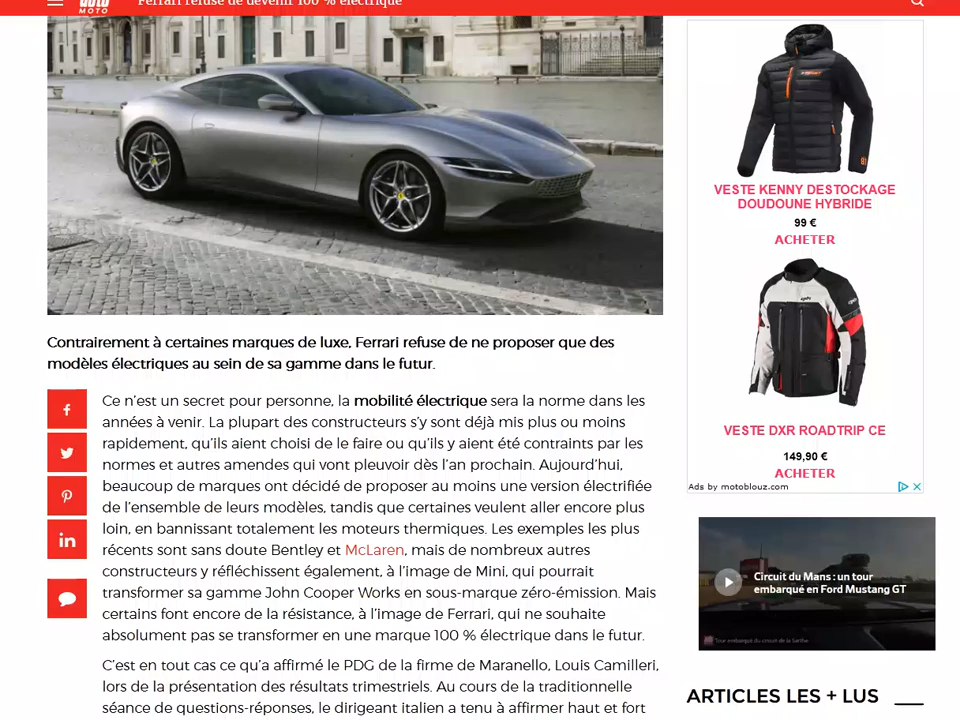 auto
MOTO
Ferrari refuse de devenir 100 % électrique
Contrairement à certaines marques de luxe, Ferrari refuse de ne proposer que des
modèles électriques au sein de sa gamme dans le futur.
Ce n'est un secret pour personne, la mobilité électrique sera la norme dans les
années à venir. La plupart des constructeurs s'y sont déjà mis plus ou moins
rapidement, qu'ils aient choisi de le faire ou qu'ils y aient été contraints par les
normes et autres amendes qui vont pleuvoir dès l'an prochain. Aujourd'hui,
beaucoup de marques ont décidé de proposer au moins une version électrifiée
de l'ensemble de leurs modèles, tandis que certaines veulent aller encore plus
loin, en bannissant totalement les moteurs thermiques. Les exemples les plus
récents sont sans doute Bentley et McLaren, mais de nombreux autres
constructeurs y réfléchissent également, à l'image de Mini, qui pourrait
transformer sa gamme John Cooper Works en sous-marque zéro-émission. Mais
certains font encore de la résistance, à l'image de Ferrari, qui ne souhaite
absolument pas se transformer en une marque 100 % électrique dans le futur.
C'est en tout cas ce qu'a affirmé le PDG de la firme de Maranello, Louis Camilleri,
lors de la présentation des résultats trimestriels. Au cours de la traditionnelle
séance de questions-réponses, le dirigeant italien a tenu à affirmer haut et fort
VESTE KENNY DESTOCKAGE
DOUDOUNE HYBRIDE
99 €
ACHETER
VESTE DXR ROADTRIP CE
149,90 €
ACHETER
Ads by motoblouz.com
Circuit du Mans : un tour
embarqué en Ford Mustang GT
Tour embarqué du circuit de la Sarthe
ARTICLES LES + LUS